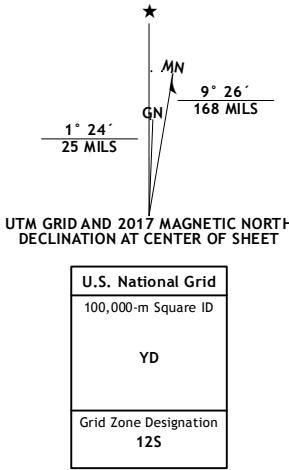 ★
MN
9° 26´
168 MILS
GN
1° 24´
25 MILS
UTM GRID AND 2017 MAGNETIC NORTH
DECLINATION AT CENTER OF SHEET
U.S. National Grid
100,000-m Square ID
YD
Grid Zone Designation
12S